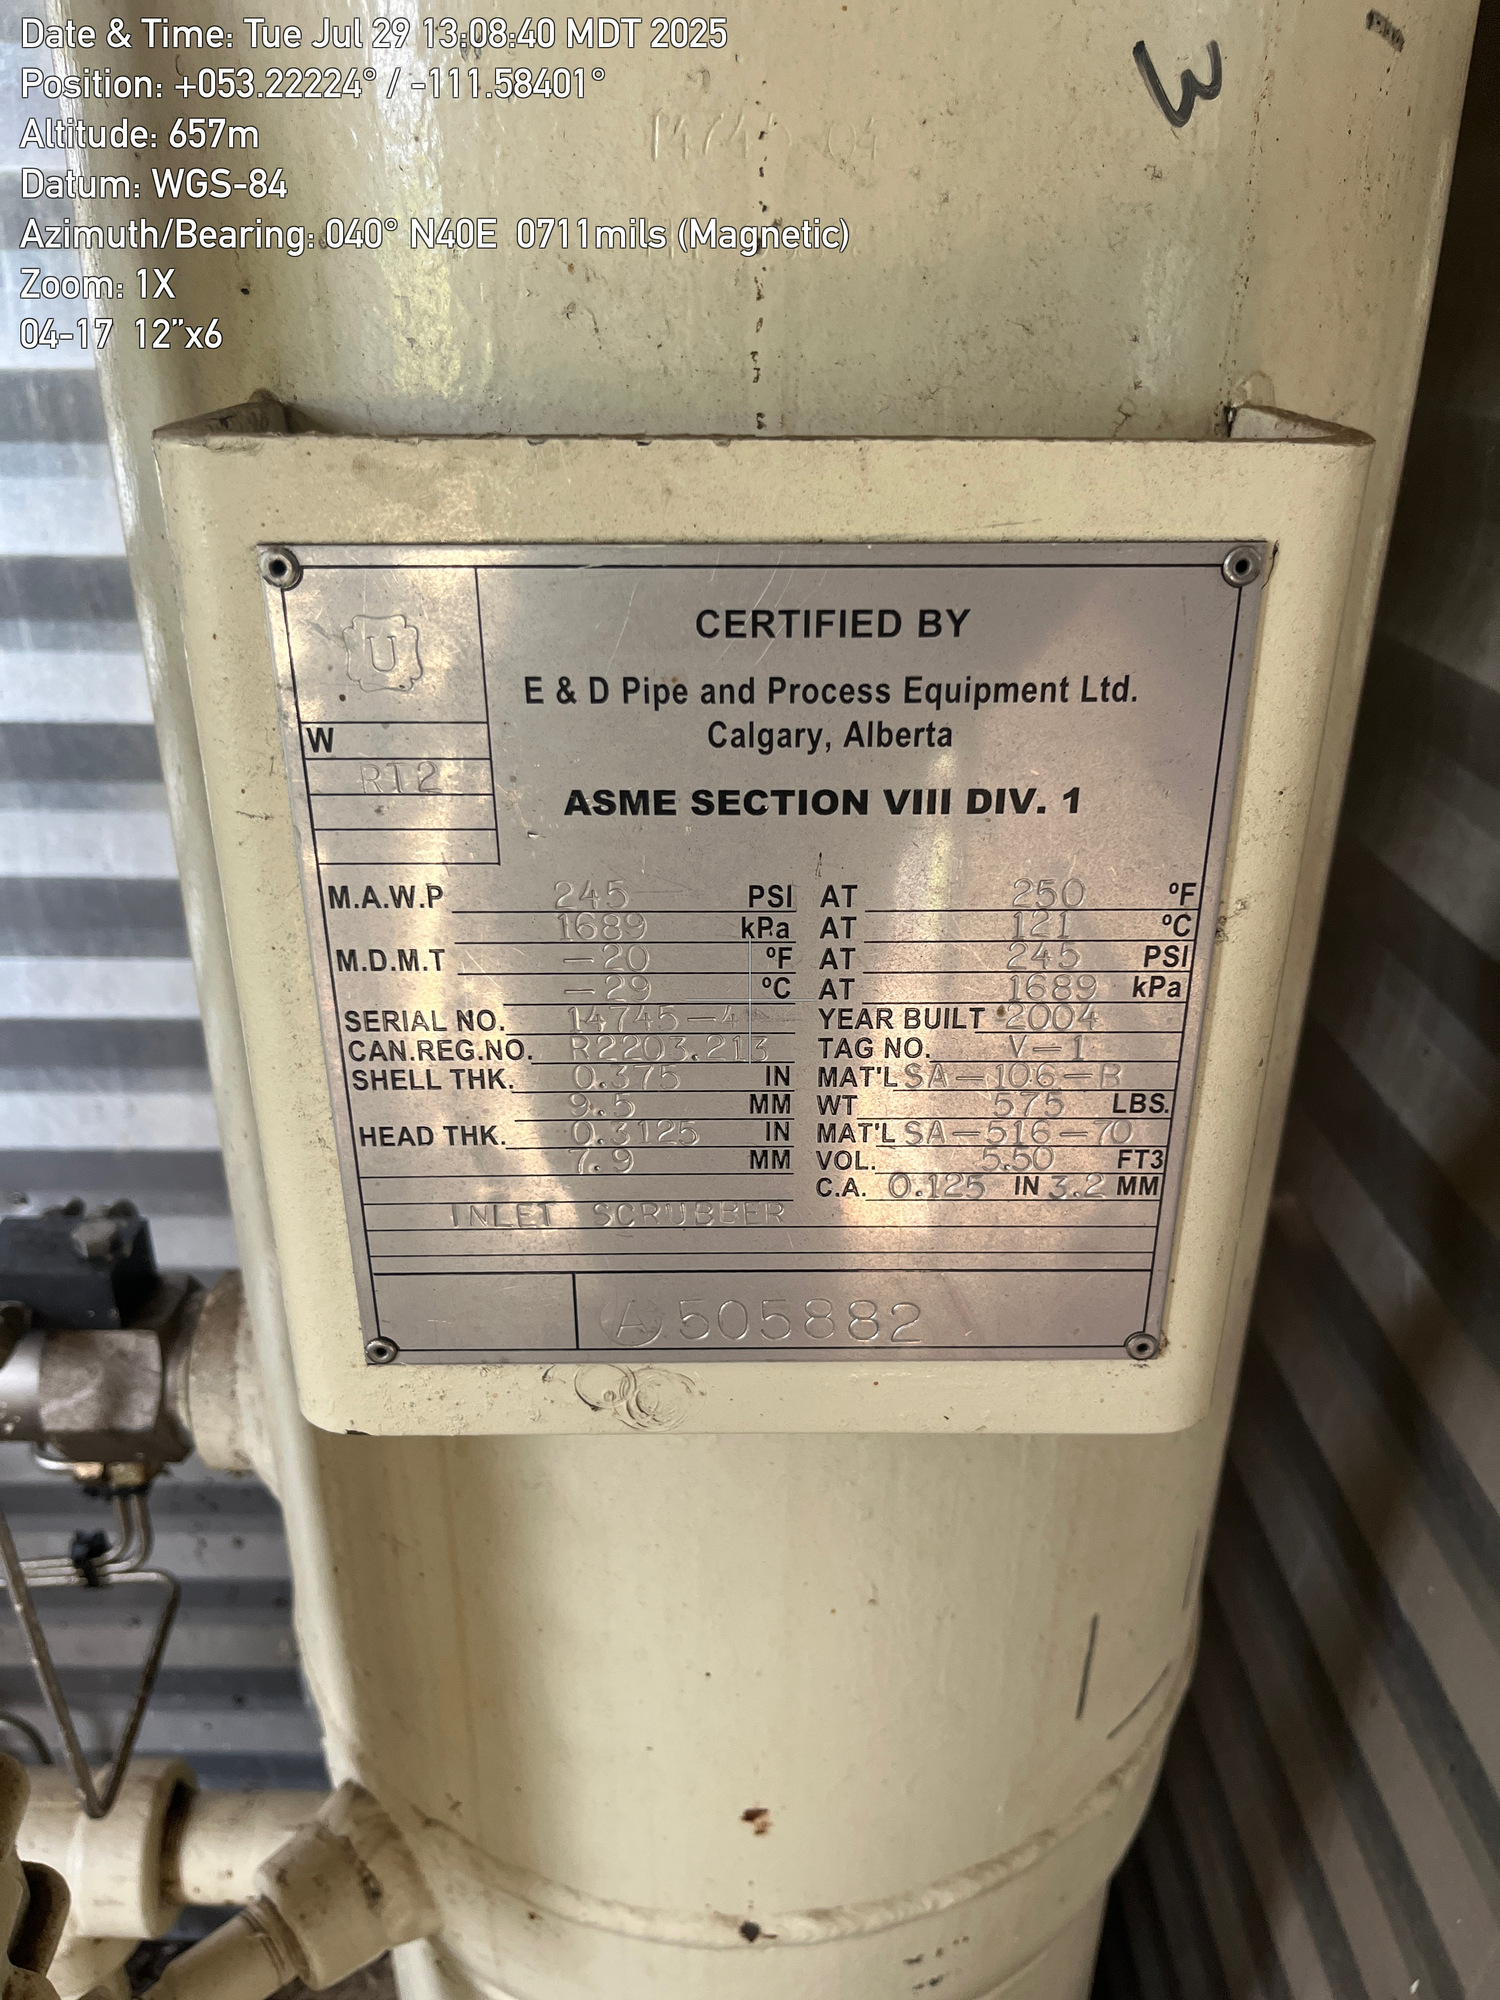 Date & Time: Tue Jul 29 13:08:40 MDT 2025
Position: +053.22224° / -111.58401°
Altitude: 657m
Datum: WGS-84
Azimuth/Bearing: 040° N40E 0711mils (Magnetic)
Zoom: 1X
04-17 12"x6
W
U
CERTIFIED BY
E & D Pipe and Process Equipment Ltd.
Calgary, Alberta
W
RT2
ASME SECTION VIII DIV. 1
M.A.W.P 245 PSI AT 250 ºF
1689 kPa AT 121 ºC
M.D.M.T -20 ºF AT 245 PSI
-29 ºC AT 1689 kPa
SERIAL NO. 14745-4 YEAR BUILT 2004
CAN.REG.NO. R2203.213 TAG NO. V-1
SHELL THK. 0.375 IN MAT'L SA-106-B
9.5 MM WT 575 LBS.
HEAD THK. 0.3125 IN MAT'L SA-516-70
7.9 MM VOL. 5.50 FT3
C.A. 0.125 IN 3.2 MM
INLET SCRUBBER
A 505882